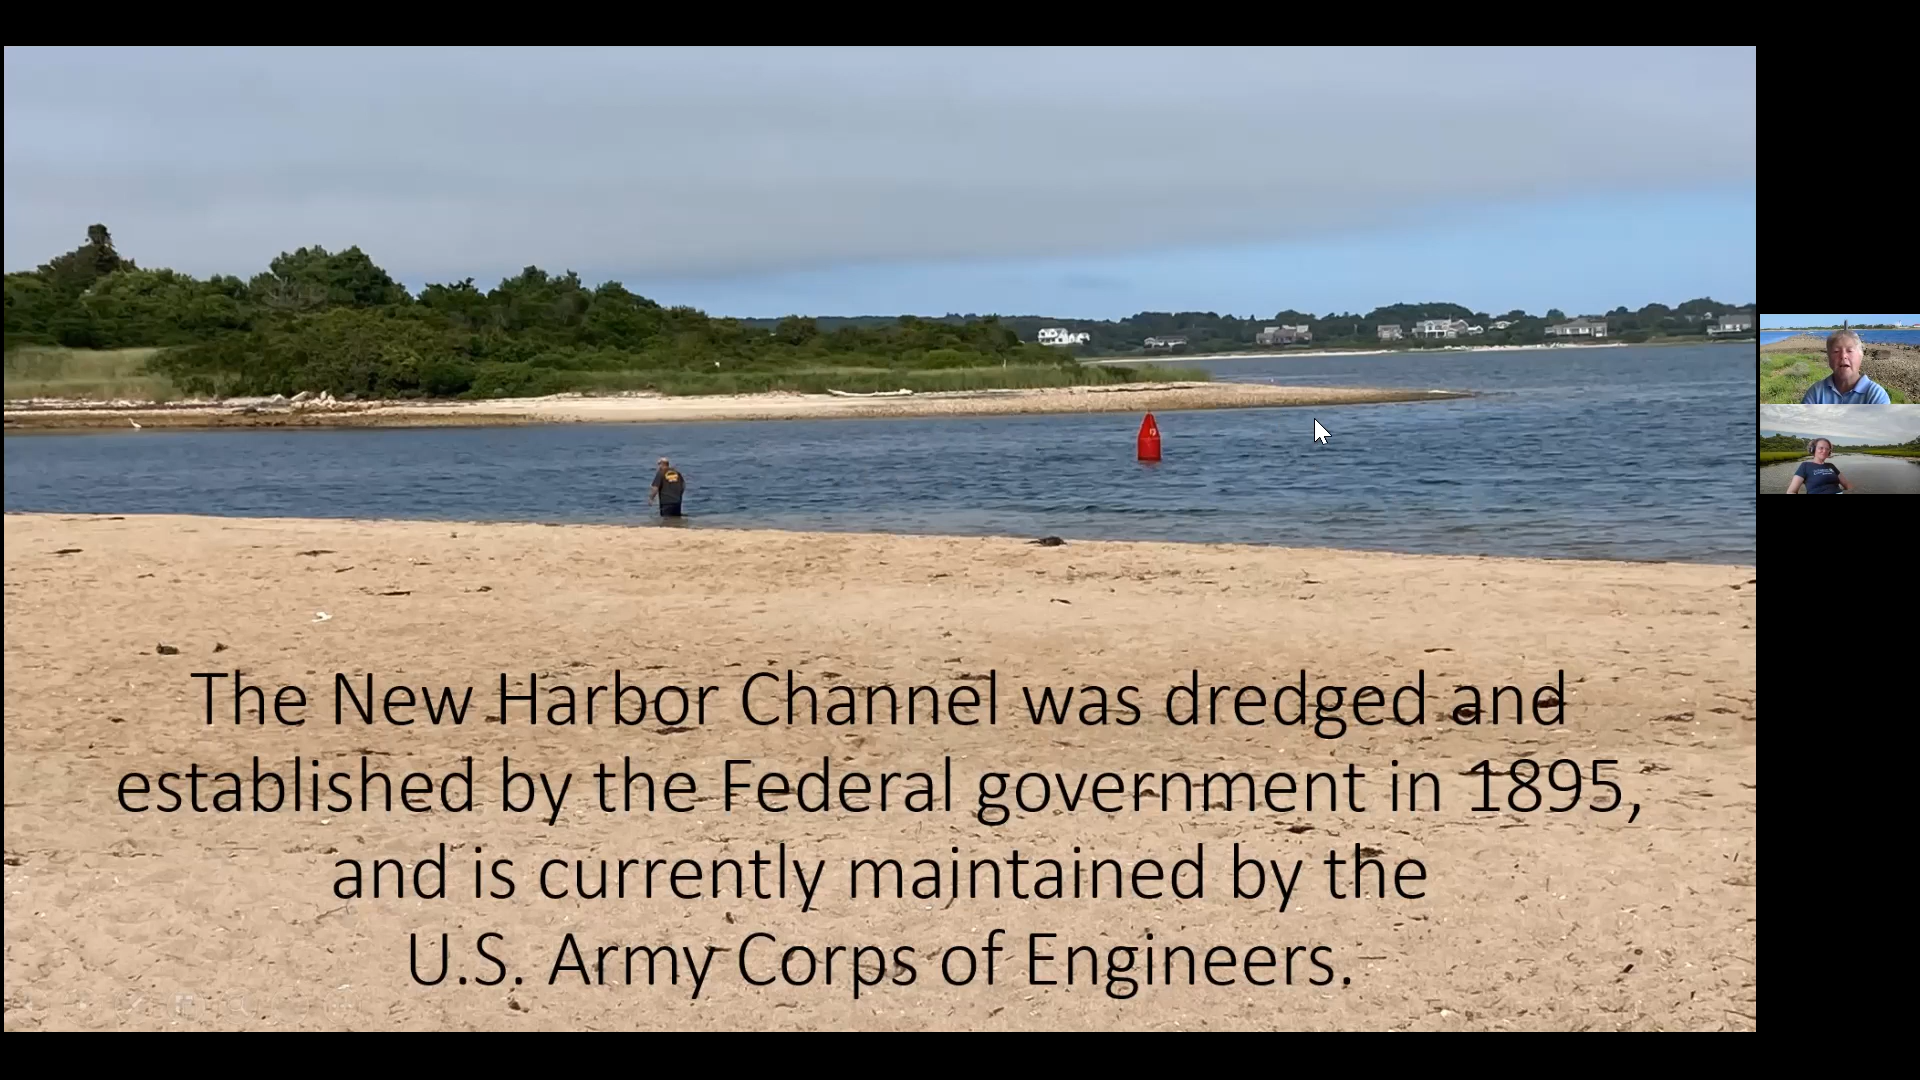 The New Harbor Channel was dredged and
established by the Federal government in 1895,
and is currently maintained by the
U.S. Army Corps of Engineers.